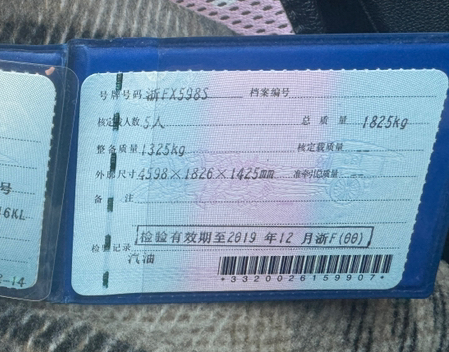 号牌号码 浙FX598S 档案编号
核定载人数 5人 总 质 量 1825kg
整备质量 1325kg 核定载质量 --
外廓尺寸 4598×1826×1425 准牵引总质量 --
备 注
检验有效期至2019 年12 月浙F(00)
检验记录
汽油
*3320026159907*
号
6KL
-14